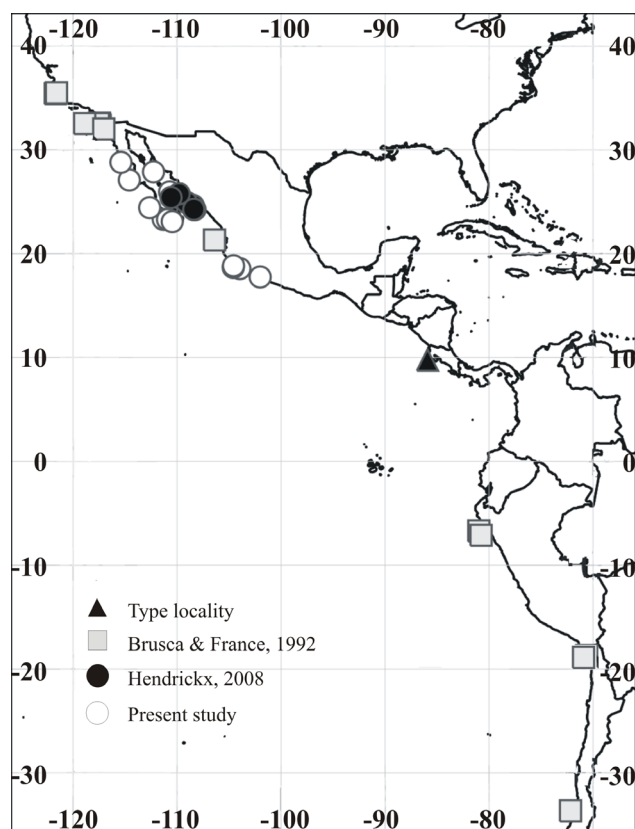 -120 -110 -100 -90 -80
40 40
30 30
20 20
10 10
0 0
-10 -10
Type locality
Brusca & France, 1992
-20 -20
Hendrickx, 2008
Present study
-30 -30
-120 -110 -100 -90 -80